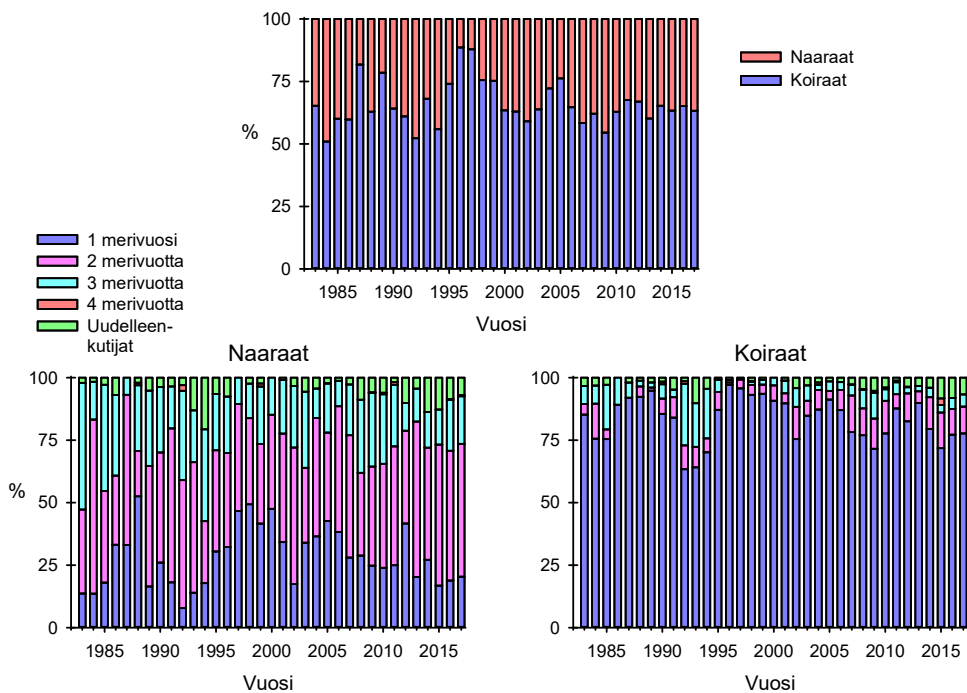 100
75
%
50
25
0
1985 1990 1995 2000 2005 2010 2015
Vuosi
Naaraat
Koiraat
1 merivuosi
2 merivuotta
3 merivuotta
4 merivuotta
Uudelleen-
kutijat
Naaraat
100
75
%
50
25
0
1985 1990 1995 2000 2005 2010 2015
Vuosi
Koiraat
100
75
50
25
0
1985 1990 1995 2000 2005 2010 2015
Vuosi